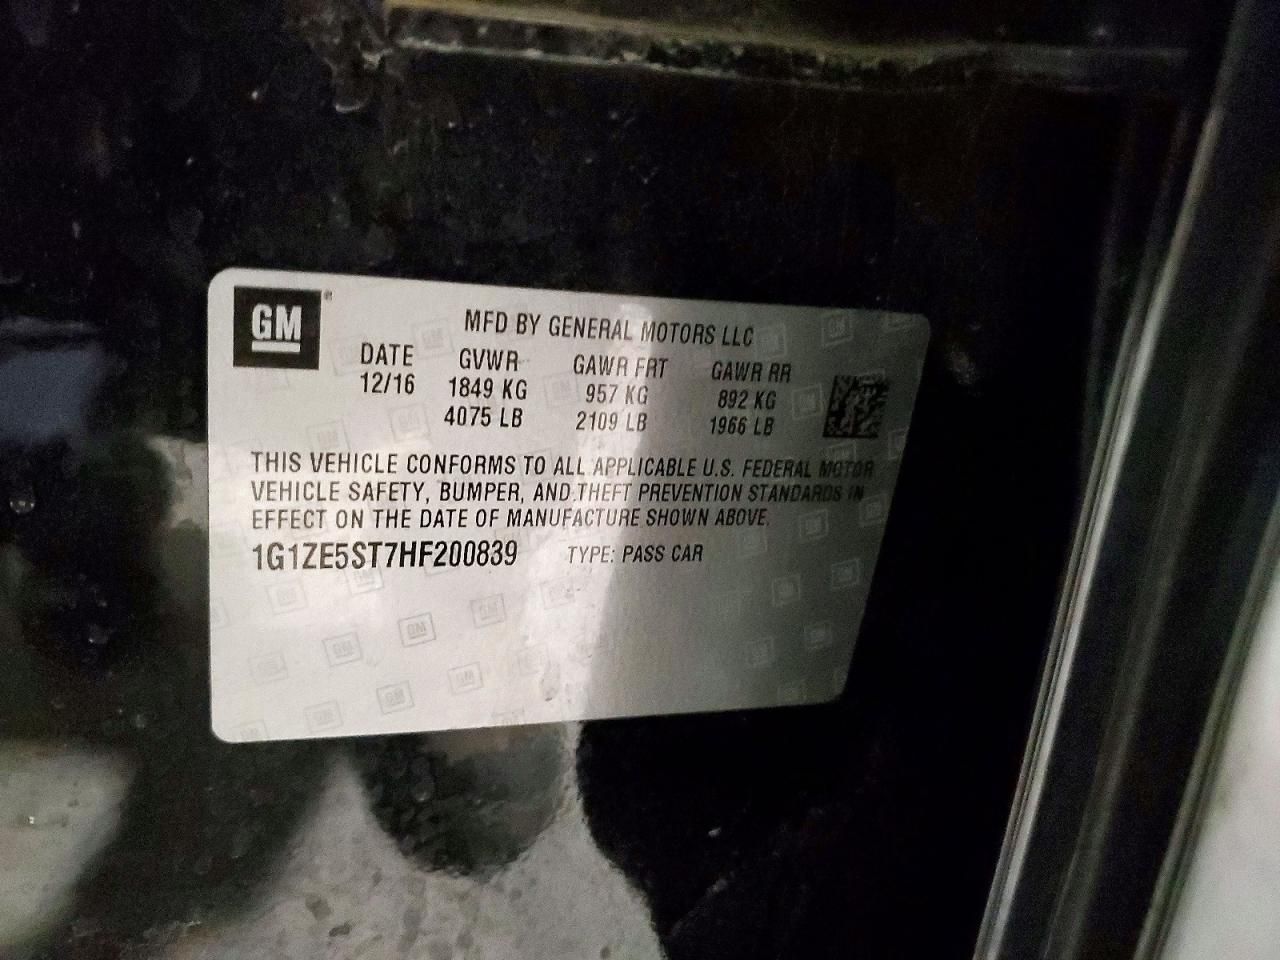 GM
MFD BY GENERAL MOTORS LLC
DATE GVWR GAWR FRT GAWR RR
12/16 1849 KG 957 KG 892 KG
4075 LB 2109 LB 1966 LB
THIS VEHICLE CONFORMS TO ALL APPLICABLE U.S. FEDERAL MOTOR
VEHICLE SAFETY, BUMPER, AND THEFT PREVENTION STANDARDS IN
EFFECT ON THE DATE OF MANUFACTURE SHOWN ABOVE.
1G1ZE5ST7HF200839 TYPE: PASS CAR